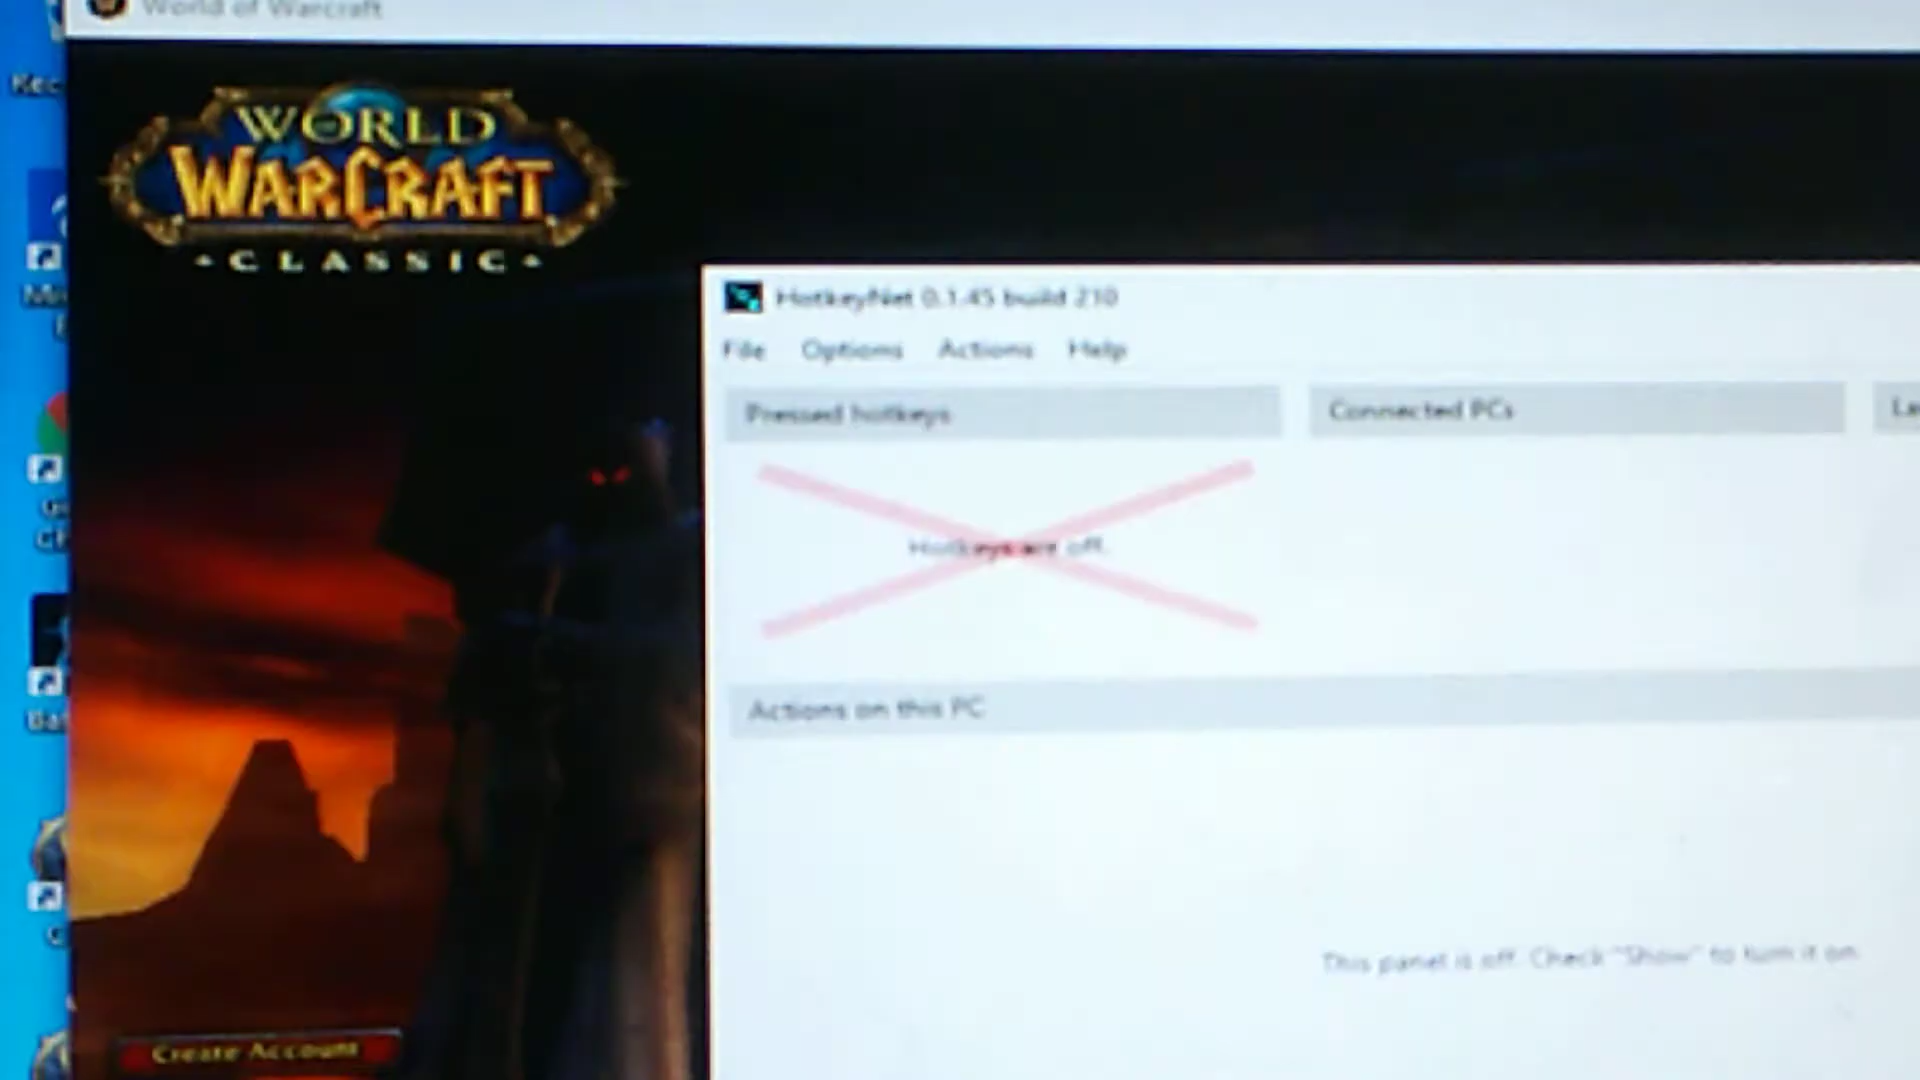 World of Warcraft
WORLD
WARCRAFT
CLASSIC
HotkeyNet 0.1.45 build 210
File Options Actions Help
Pressed hotkeys
Connected PCs
Hotkeys are off.
Actions on this PC
This panel is off. Check "Show" to turn it on.
Create Account